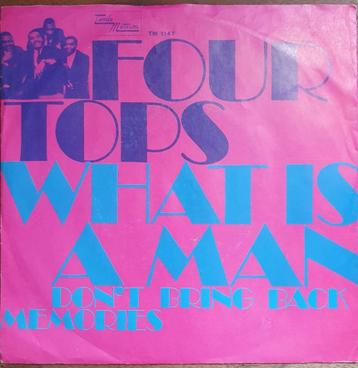 Tamla
Motown
TM 1147
FOUR
TOPS
WHAT IS
A MAN
DON'T BRING BACK
MEMORIES